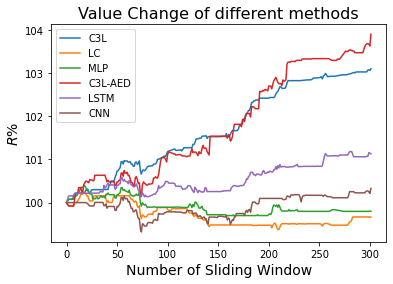 Value Change of different methods
R%
104
103
102
101
100
C3L
LC
MLP
C3L-AED
LSTM
CNN
0 50 100 150 200 250 300
Number of Sliding Window